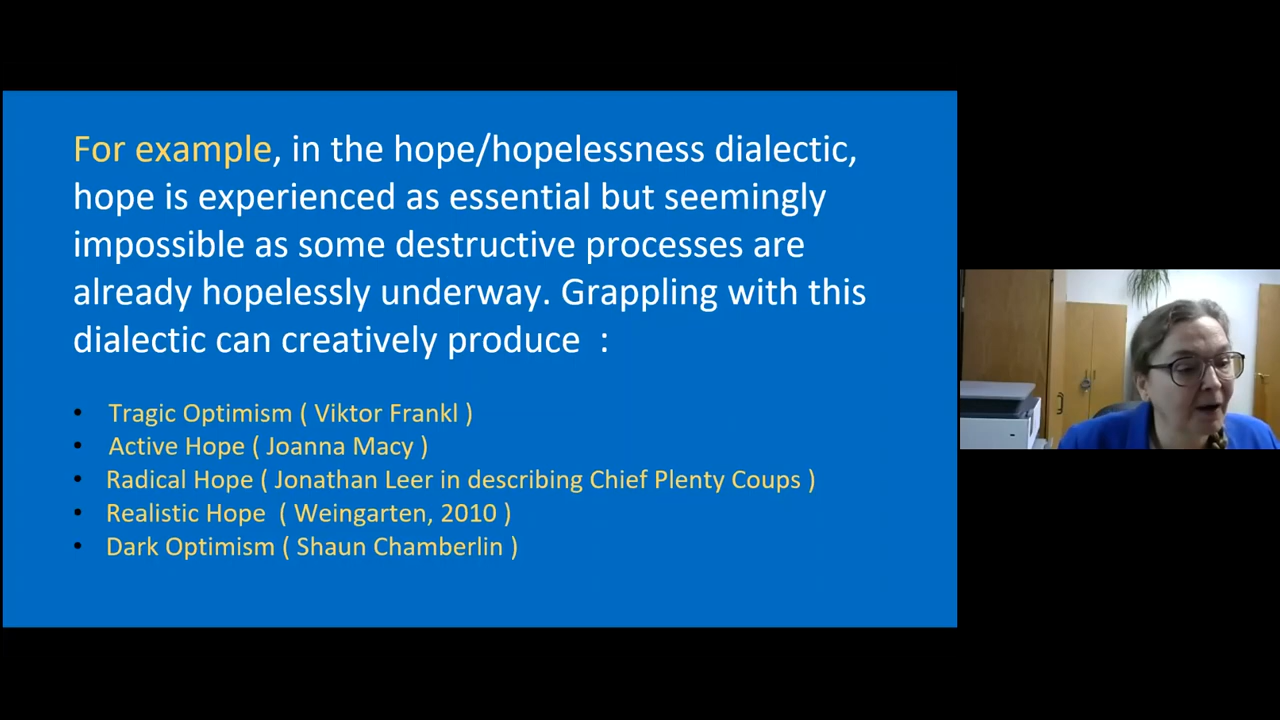 For example, in the hope/hopelessness dialectic,
hope is experienced as essential but seemingly
impossible as some destructive processes are
already hopelessly underway. Grappling with this
dialectic can creatively produce  :
• Tragic Optimism ( Viktor Frankl )
• Active Hope ( Joanna Macy )
• Radical Hope ( Jonathan Leer in describing Chief Plenty Coups )
• Realistic Hope  ( Weingarten, 2010 )
• Dark Optimism ( Shaun Chamberlin )